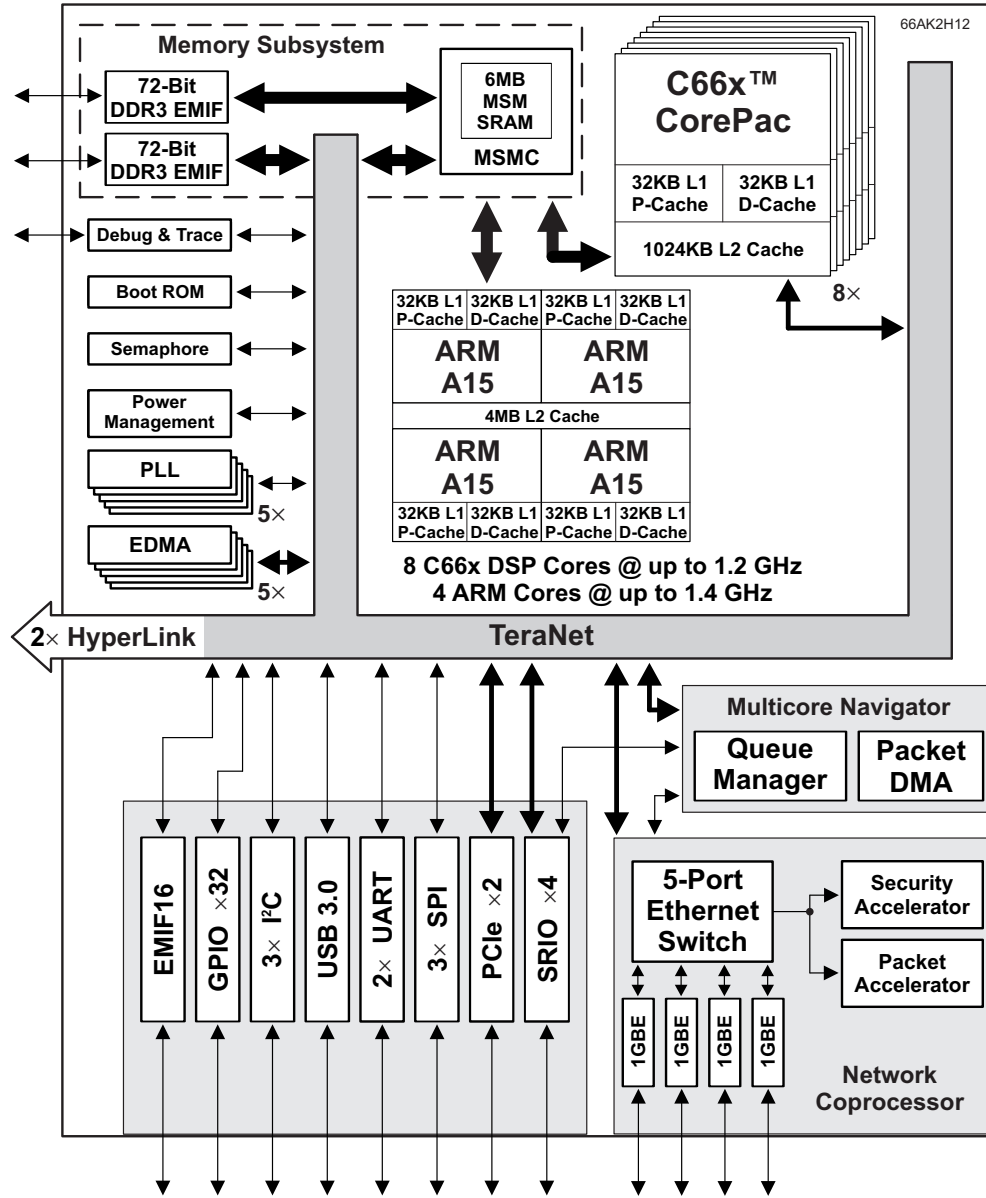 66AK2H12
Memory Subsystem
72-Bit
DDR3 EMIF
72-Bit
DDR3 EMIF
6MB
MSM
SRAM
MSMC
C66x™
CorePac
32KB L1
P-Cache
32KB L1
D-Cache
1024KB L2 Cache
8×
Debug & Trace
Boot ROM
Semaphore
Power
Management
PLL
5×
EDMA
5×
32KB L1
P-Cache
32KB L1
D-Cache
32KB L1
P-Cache
32KB L1
D-Cache
ARM
A15
ARM
A15
4MB L2 Cache
ARM
A15
ARM
A15
32KB L1
P-Cache
32KB L1
D-Cache
32KB L1
P-Cache
32KB L1
D-Cache
8 C66x DSP Cores @ up to 1.2 GHz
4 ARM Cores @ up to 1.4 GHz
2× HyperLink
TeraNet
Multicore Navigator
Queue
Manager
Packet
DMA
EMIF16
GPIO ×32
3× I²C
USB 3.0
2× UART
3× SPI
PCIe ×2
SRIO ×4
5-Port
Ethernet
Switch
Security
Accelerator
Packet
Accelerator
1GBE
1GBE
1GBE
1GBE
Network
Coprocessor